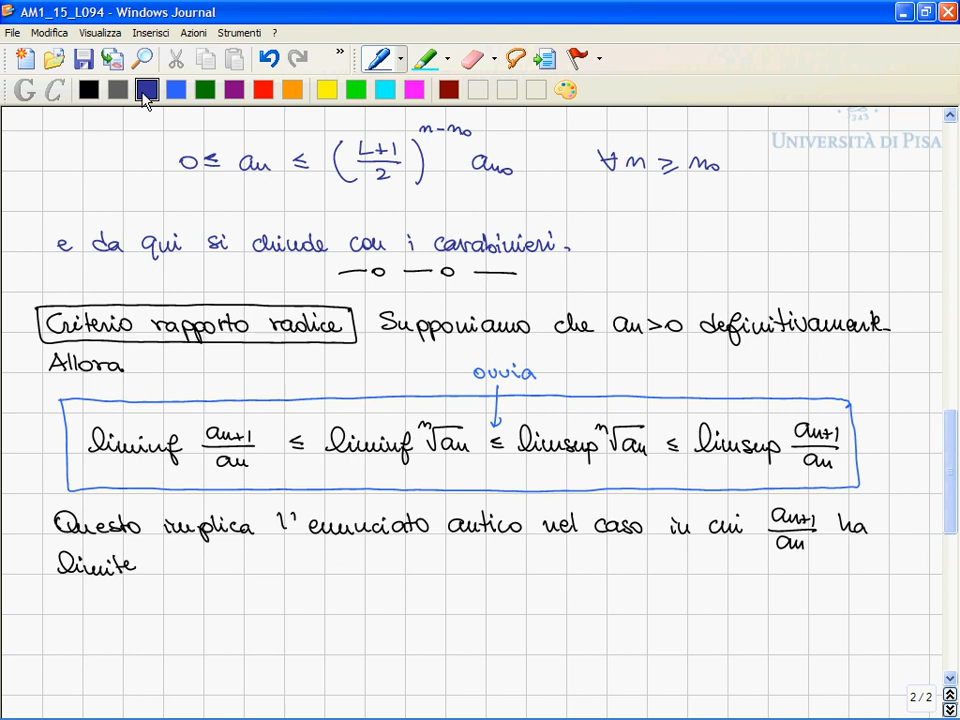 AM1_15_L094 - Windows Journal
File Modifica Visualizza Inserisci Azioni Strumenti ?
G C
UNIVERSITÀ DI PISA
0 ≤ an ≤ (L+1/2)^(n-n0) an0 ∀ n ≥ n0
e da qui si chiude con i carabinieri.
Criterio rapporto radice Supponiamo che an>0 definitivament.
Allora
ovvia
liminf an+1/an ≤ liminf ⁿ√an ≤ limsup ⁿ√an ≤ limsup an+1/an
Questo implica l'enunciato antico nel caso in cui an+1/an ha
limite
2 / 2